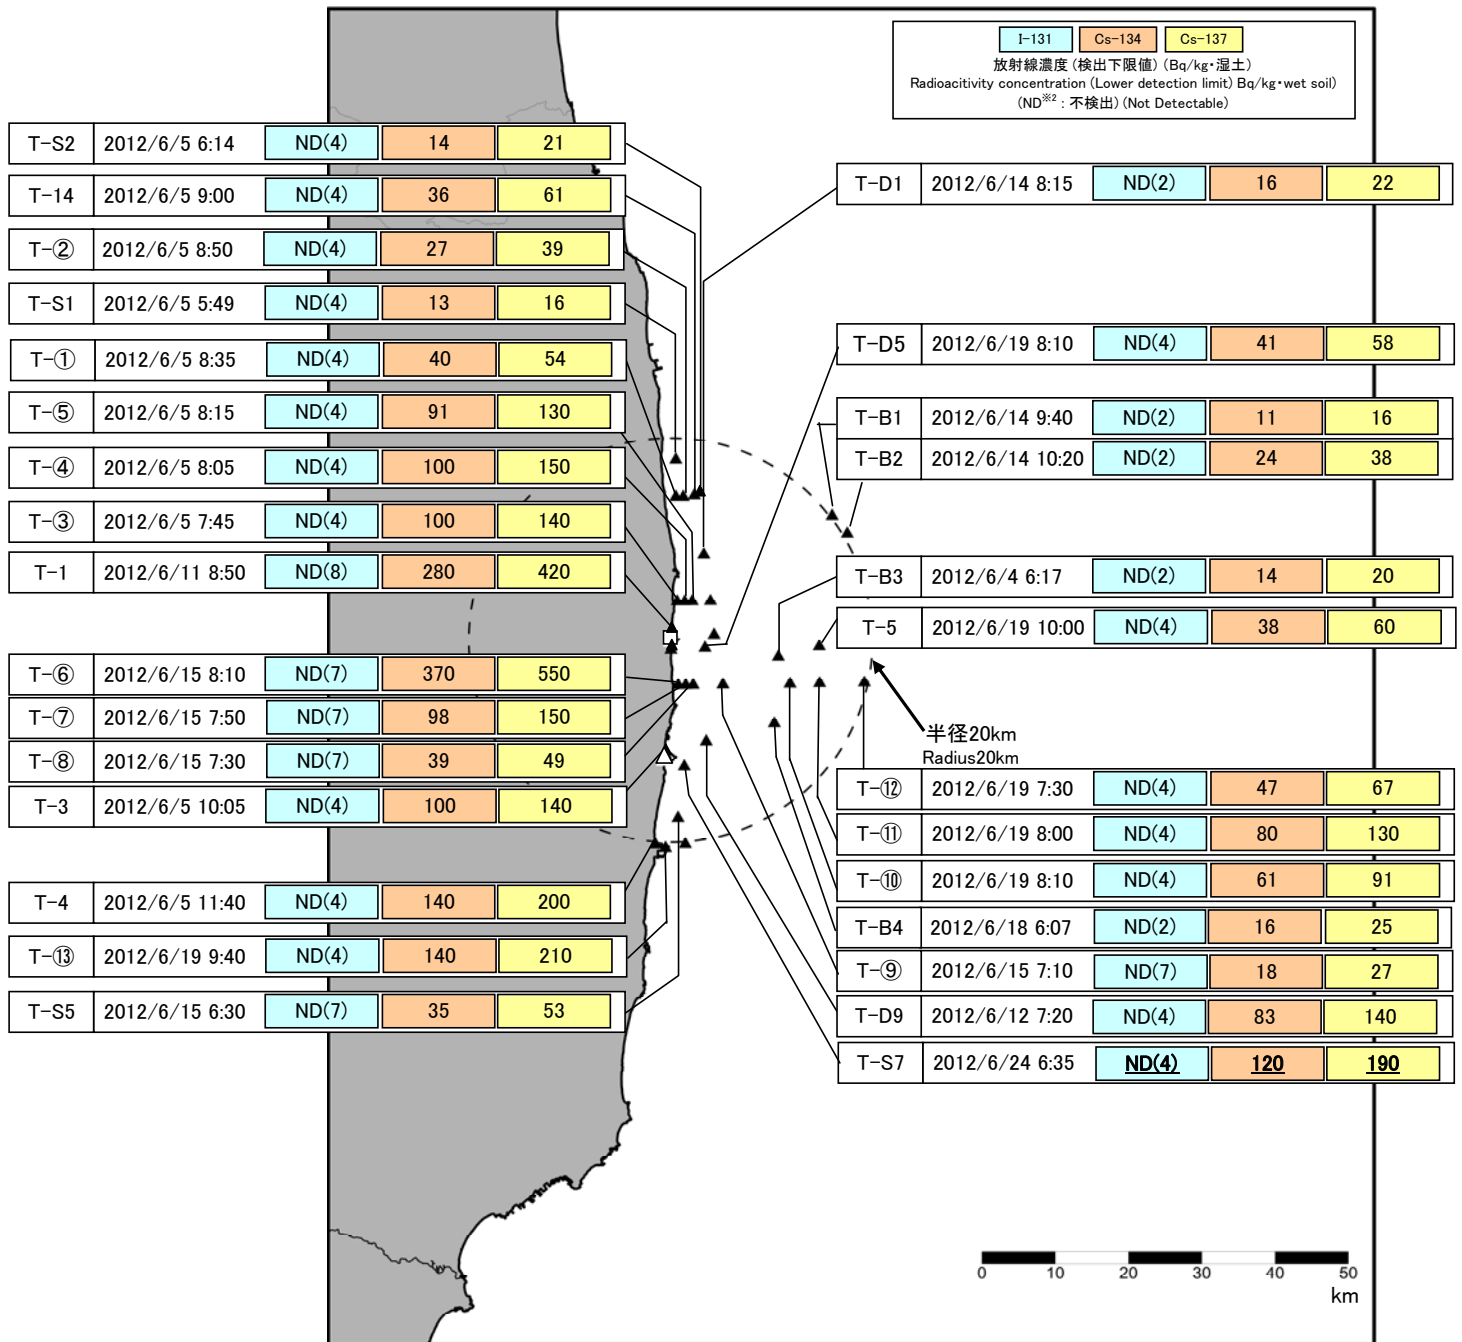 I-131 Cs-134 Cs-137
放射線濃度(検出下限値)(Bq/kg・湿土)
Radioacitivity concentration(Lower detection limit) Bq/kg・wet soil)
(ND※2:不検出)(Not Detectable)
T-S2 2012/6/5 6:14 ND(4) 14 21
T-14 2012/6/5 9:00 ND(4) 36 61
T-② 2012/6/5 8:50 ND(4) 27 39
T-S1 2012/6/5 5:49 ND(4) 13 16
T-① 2012/6/5 8:35 ND(4) 40 54
T-⑤ 2012/6/5 8:15 ND(4) 91 130
T-④ 2012/6/5 8:05 ND(4) 100 150
T-③ 2012/6/5 7:45 ND(4) 100 140
T-1 2012/6/11 8:50 ND(8) 280 420
T-⑥ 2012/6/15 8:10 ND(7) 370 550
T-⑦ 2012/6/15 7:50 ND(7) 98 150
T-⑧ 2012/6/15 7:30 ND(7) 39 49
T-3 2012/6/5 10:05 ND(4) 100 140
T-4 2012/6/5 11:40 ND(4) 140 200
T-⑬ 2012/6/19 9:40 ND(4) 140 210
T-S5 2012/6/15 6:30 ND(7) 35 53
T-D1 2012/6/14 8:15 ND(2) 16 22
T-D5 2012/6/19 8:10 ND(4) 41 58
T-B1 2012/6/14 9:40 ND(2) 11 16
T-B2 2012/6/14 10:20 ND(2) 24 38
T-B3 2012/6/4 6:17 ND(2) 14 20
T-5 2012/6/19 10:00 ND(4) 38 60
半径20km
Radius20km
T-⑫ 2012/6/19 7:30 ND(4) 47 67
T-⑪ 2012/6/19 8:00 ND(4) 80 130
T-⑩ 2012/6/19 8:10 ND(4) 61 91
T-B4 2012/6/18 6:07 ND(2) 16 25
T-⑨ 2012/6/15 7:10 ND(7) 18 27
T-D9 2012/6/12 7:20 ND(4) 83 140
T-S7 2012/6/24 6:35 ND(4) 120 190
0 10 20 30 40 50
km